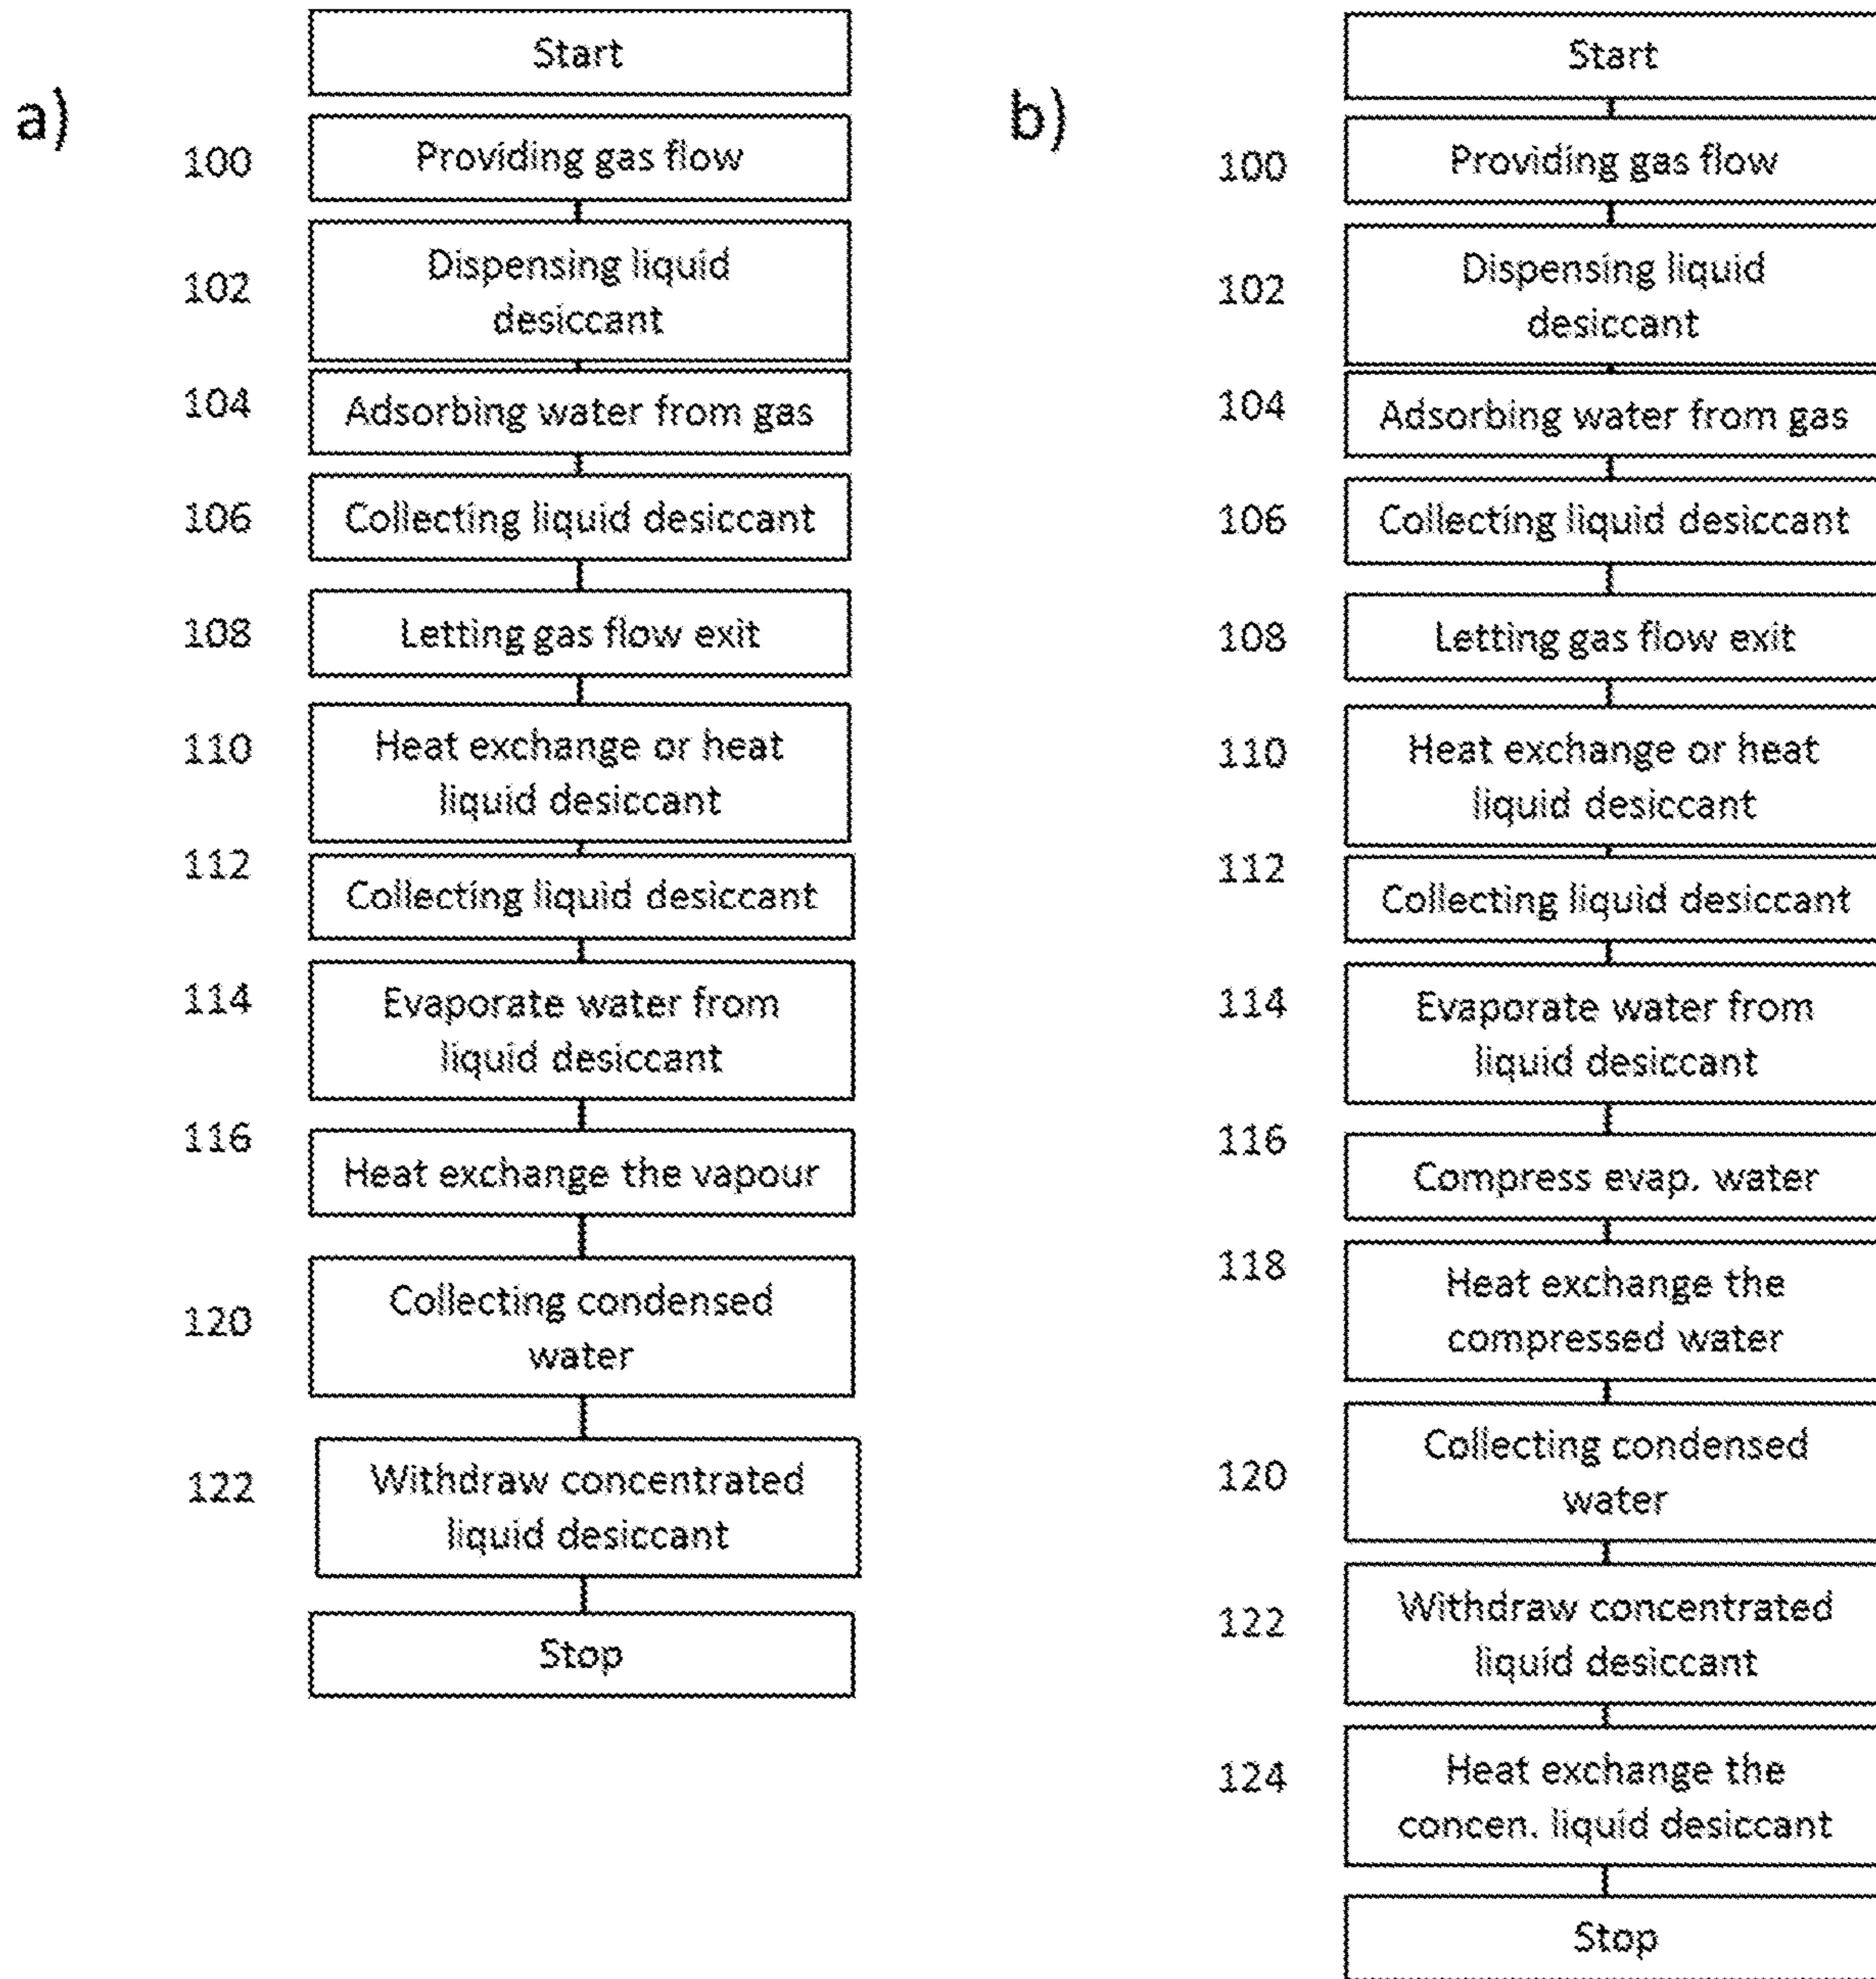 a)
Start
100
Providing gas flow
102
Dispensing liquid
desiccant
104
Adsorbing water from gas
106
Collecting liquid desiccant
108
Letting gas flow exit
110
Heat exchange or heat
liquid desiccant
112
Collecting liquid desiccant
114
Evaporate water from
liquid desiccant
116
Heat exchange the vapour
120
Collecting condensed
water
122
Withdraw concentrated
liquid desiccant
Stop
b)
Start
100
Providing gas flow
102
Dispensing liquid
desiccant
104
Adsorbing water from gas
106
Collecting liquid desiccant
108
Letting gas flow exit
110
Heat exchange or heat
liquid desiccant
112
Collecting liquid desiccant
114
Evaporate water from
liquid desiccant
116
Compress evap. water
118
Heat exchange the
compressed water
120
Collecting condensed
water
122
Withdraw concentrated
liquid desiccant
124
Heat exchange the
concen. liquid desiccant
Stop